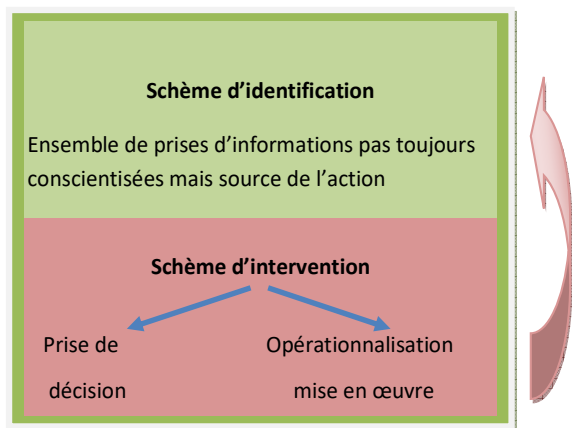 Schème d'identification
Ensemble de prises d'informations pas toujours
conscientisées mais source de l'action
Schème d'intervention
Prise de
décision
Opérationnalisation
mise en œuvre